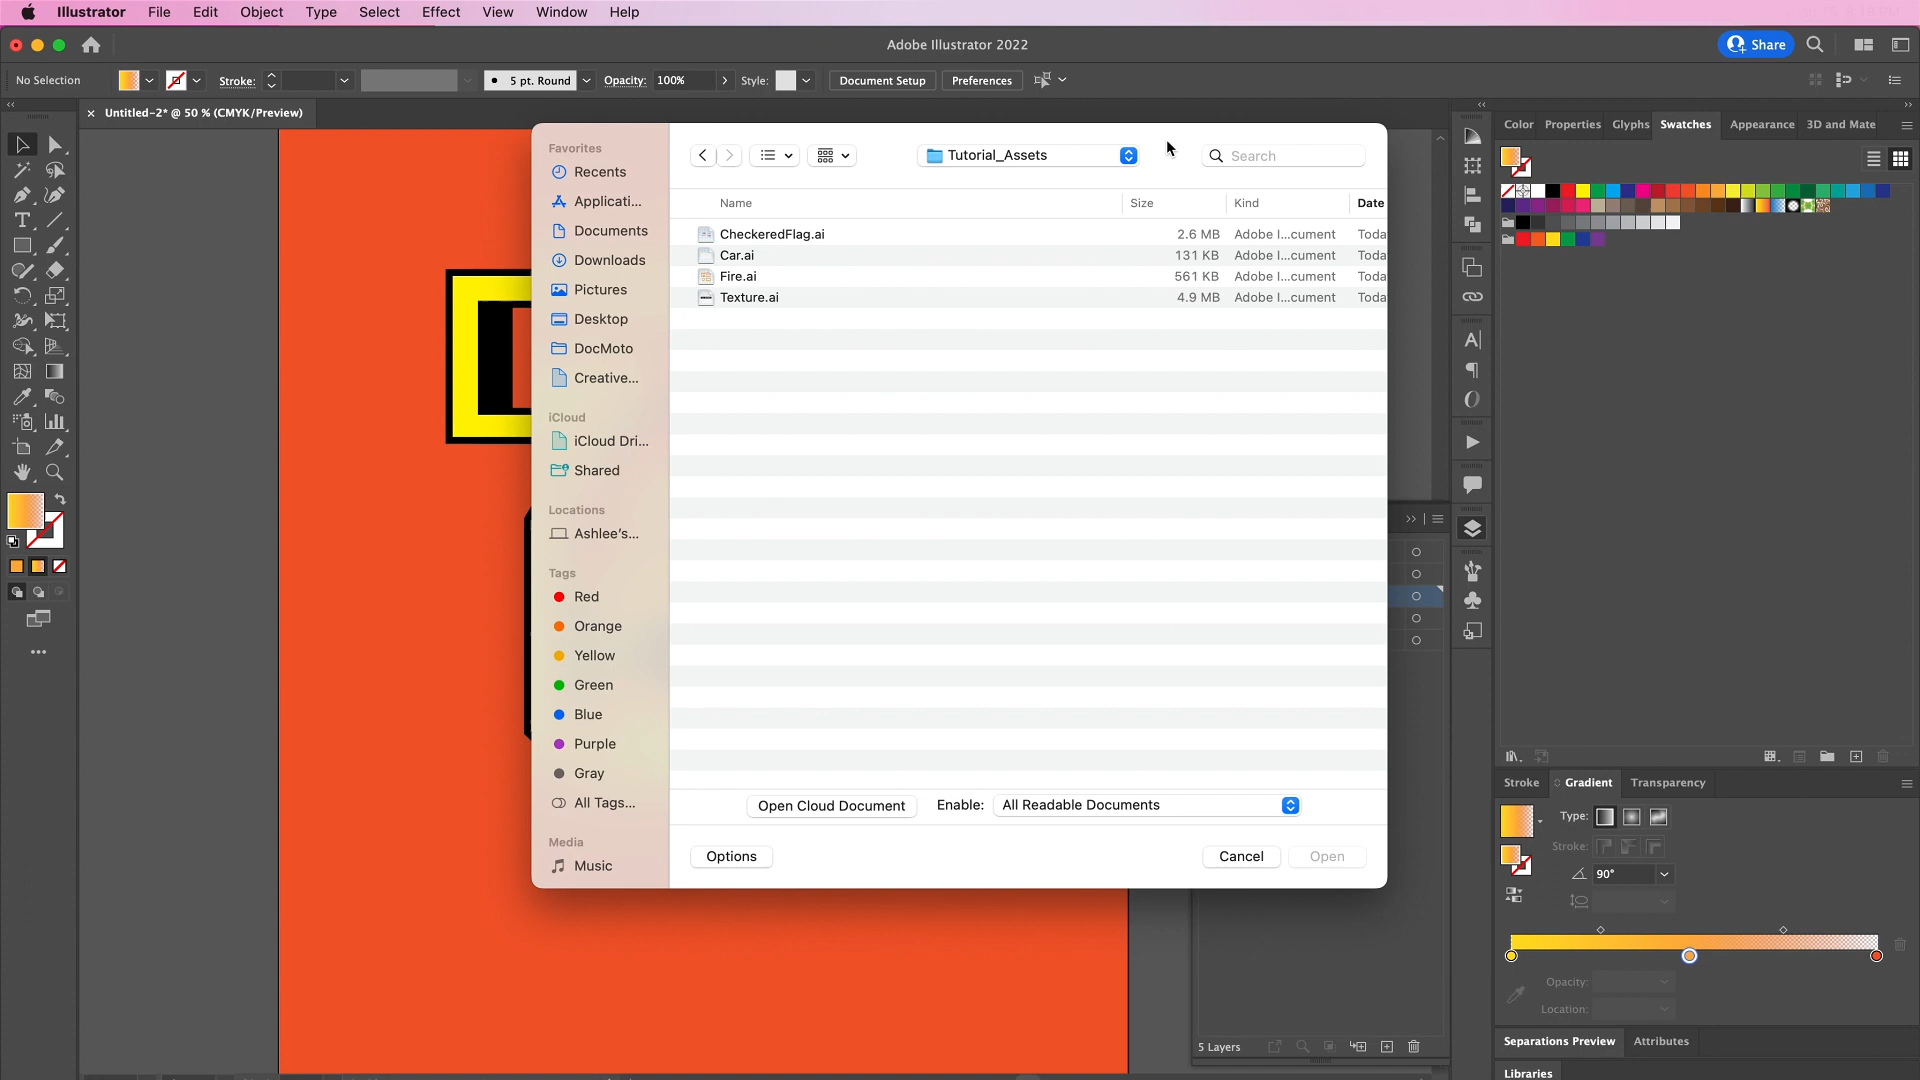 Illustrator File Edit Object Type Select Effect View Window Help
Adobe Illustrator 2022
Share
No Selection
Stroke:
5 pt. Round
Opacity: 100%
Style:
Document Setup
Preferences
Untitled-2* @ 50 % (CMYK/Preview)
Color Properties Glyphs Swatches Appearance 3D and Mate
Favorites
Recents
Applicati...
Documents
Downloads
Pictures
Desktop
DocMoto
Creative...
iCloud
iCloud Dri...
Shared
Locations
Ashlee's...
Tags
Red
Orange
Yellow
Green
Blue
Purple
Gray
All Tags...
Media
Music
Tutorial_Assets
Search
Name Size Kind Date
CheckeredFlag.ai 2.6 MB Adobe I...cument Toda
Car.ai 131 KB Adobe I...cument Toda
Fire.ai 561 KB Adobe I...cument Toda
Texture.ai 4.9 MB Adobe I...cument Toda
Open Cloud Document
Enable: All Readable Documents
Options
Cancel
Open
Stroke Gradient Transparency
Type:
Stroke:
90°
Opacity:
Location:
5 Layers
Separations Preview Attributes
Libraries